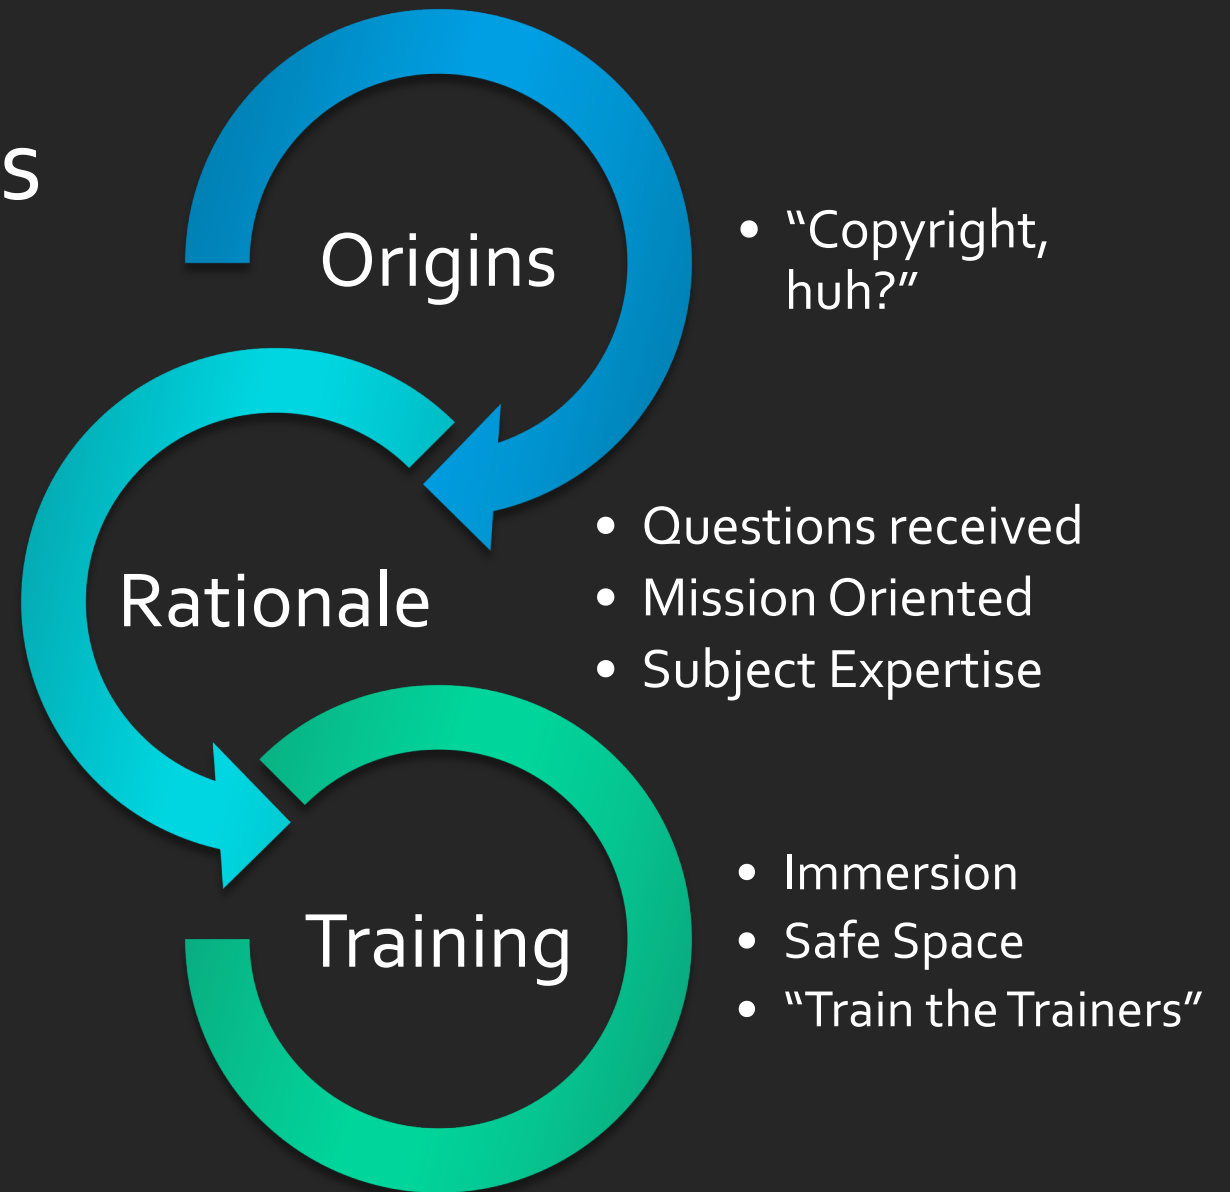 s
Origins
• “Copyright,
huh?”
Rationale
• Questions received
• Mission Oriented
• Subject Expertise
Training
• Immersion
• Safe Space
• “Train the Trainers”